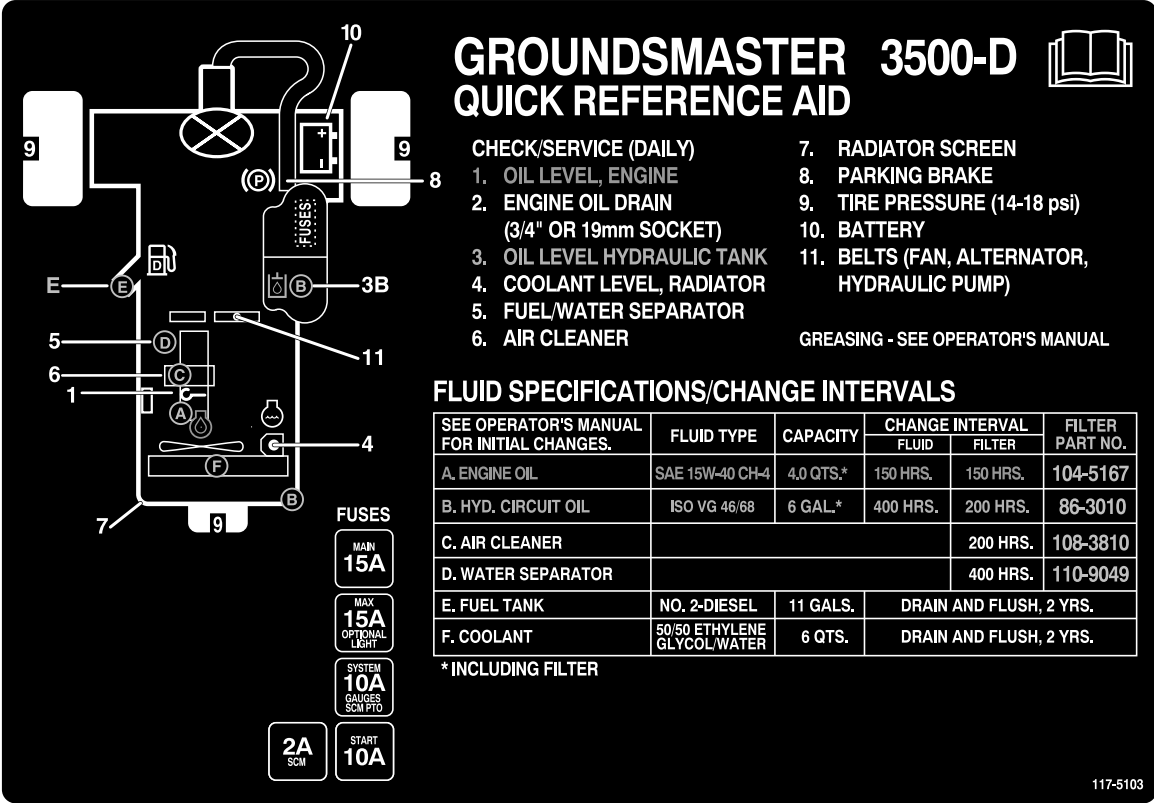 GROUNDSMASTER 3500-D
QUICK REFERENCE AID
CHECK/SERVICE (DAILY)
1. OIL LEVEL, ENGINE
2. ENGINE OIL DRAIN
(3/4" OR 19mm SOCKET)
3. OIL LEVEL HYDRAULIC TANK
4. COOLANT LEVEL, RADIATOR
5. FUEL/WATER SEPARATOR
6. AIR CLEANER
7. RADIATOR SCREEN
8. PARKING BRAKE
9. TIRE PRESSURE (14-18 psi)
10. BATTERY
11. BELTS (FAN, ALTERNATOR,
HYDRAULIC PUMP)
GREASING - SEE OPERATOR'S MANUAL
10
9
+
-
9
(P)
8
FUSES
D
E
E
B
3B
5
D
11
6
C
1
A
4
F
B
7
9
FUSES
MAIN
15A
MAX
15A
OPTIONAL
LIGHT
SYSTEM
10A
GAUGES
SCM PTO
2A
SCM
START
10A
FLUID SPECIFICATIONS/CHANGE INTERVALS
SEE OPERATOR'S MANUAL
FOR INITIAL CHANGES.
FLUID TYPE
CAPACITY
CHANGE INTERVAL
FLUID FILTER
FILTER
PART NO.
A. ENGINE OIL SAE 15W-40 CH-4 4.0 QTS.* 150 HRS. 150 HRS. 104-5167
B. HYD. CIRCUIT OIL ISO VG 46/68 6 GAL.* 400 HRS. 200 HRS. 86-3010
C. AIR CLEANER 200 HRS. 108-3810
D. WATER SEPARATOR 400 HRS. 110-9049
E. FUEL TANK NO. 2-DIESEL 11 GALS. DRAIN AND FLUSH, 2 YRS.
F. COOLANT 50/50 ETHYLENE
GLYCOL/WATER 6 QTS. DRAIN AND FLUSH, 2 YRS.
* INCLUDING FILTER
117-5103